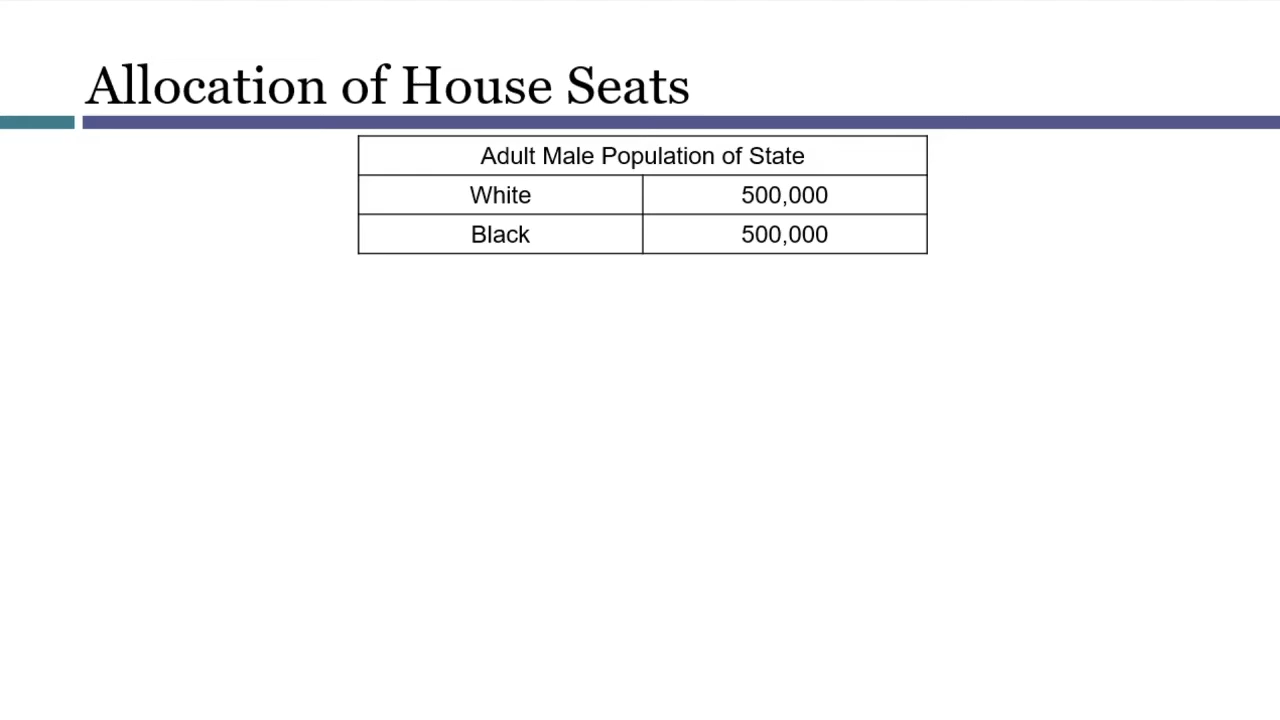 Allocation of House Seats
Adult Male Population of State
White 500,000
Black 500,000